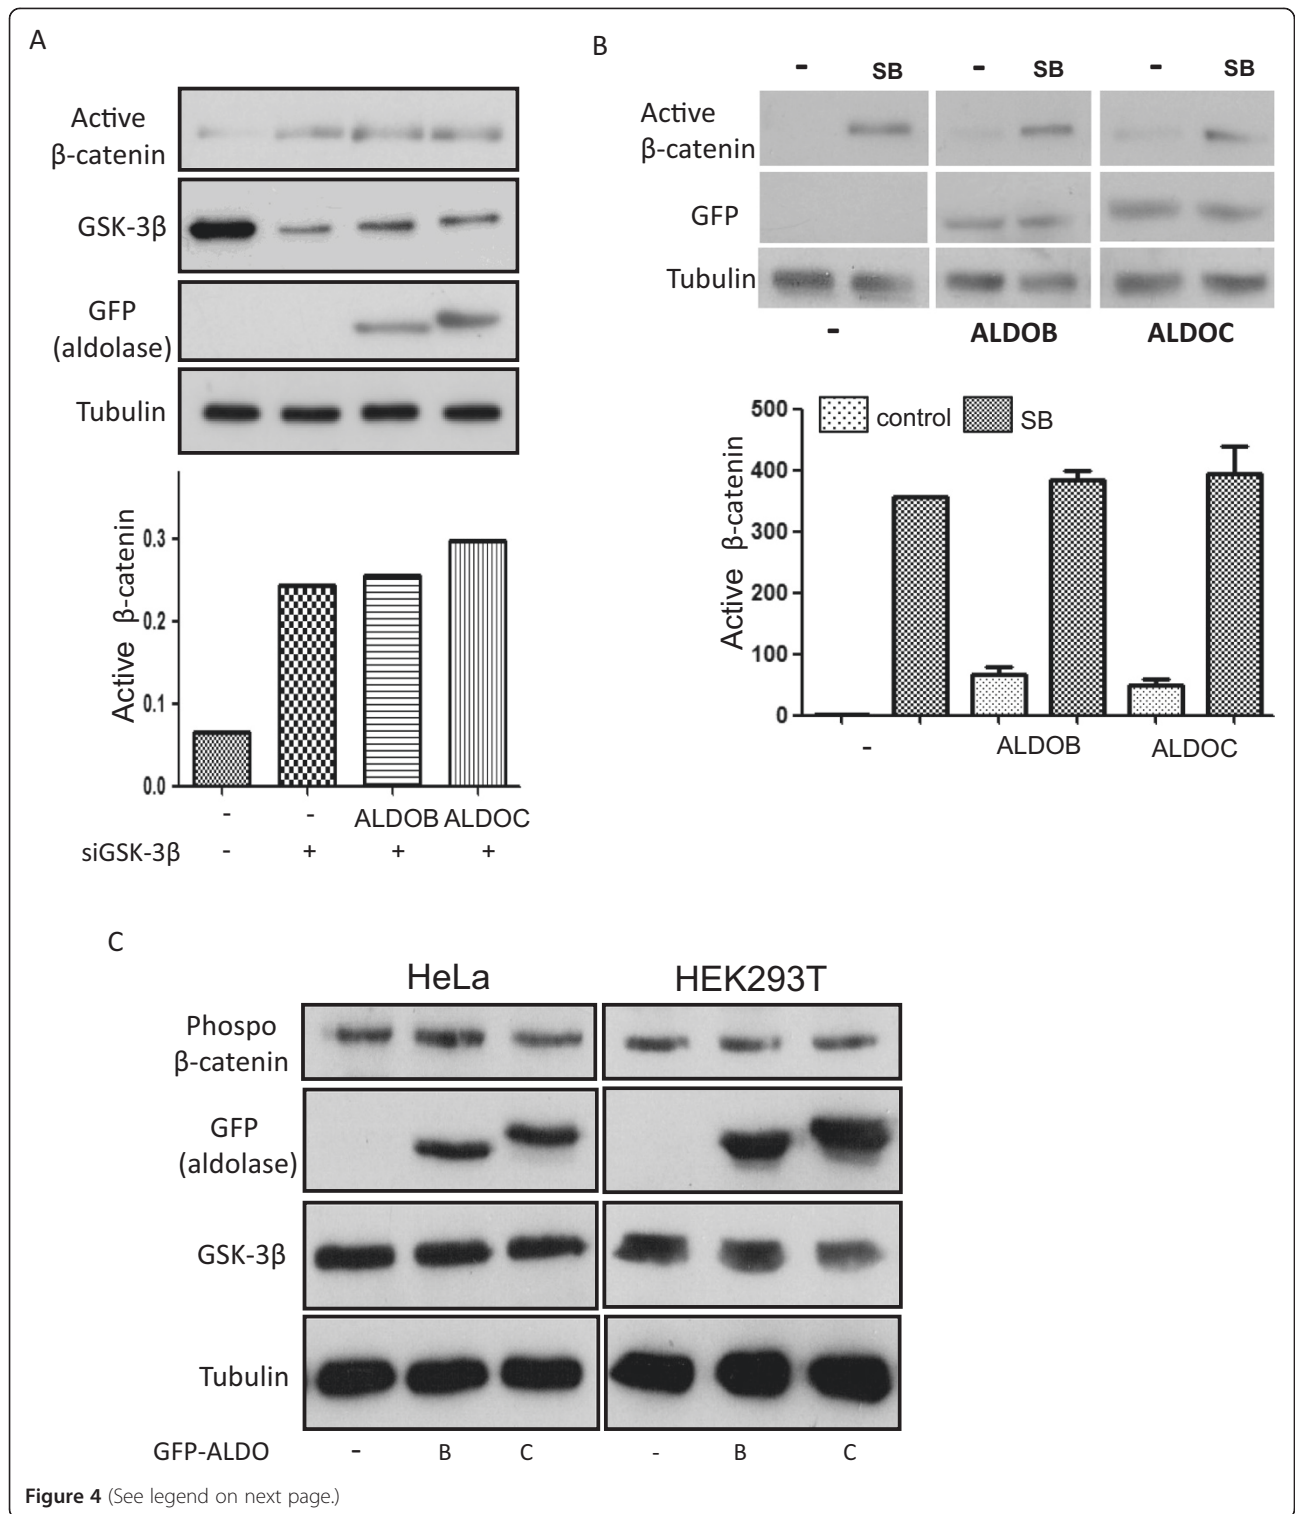 A
Active
β-catenin
GSK-3β
GFP
(aldolase)
Tubulin
Active β-catenin
0.3
0.2
0.1
0.0
- - ALDOB ALDOC
siGSK-3β - + + +
B
- SB - SB - SB
Active
β-catenin
GFP
Tubulin
- ALDOB ALDOC
control SB
Active β-catenin
500
400
300
200
100
0
- ALDOB ALDOC
C
HeLa HEK293T
Phospo
β-catenin
GFP
(aldolase)
GSK-3β
Tubulin
GFP-ALDO - B C - B C
Figure 4 (See legend on next page.)